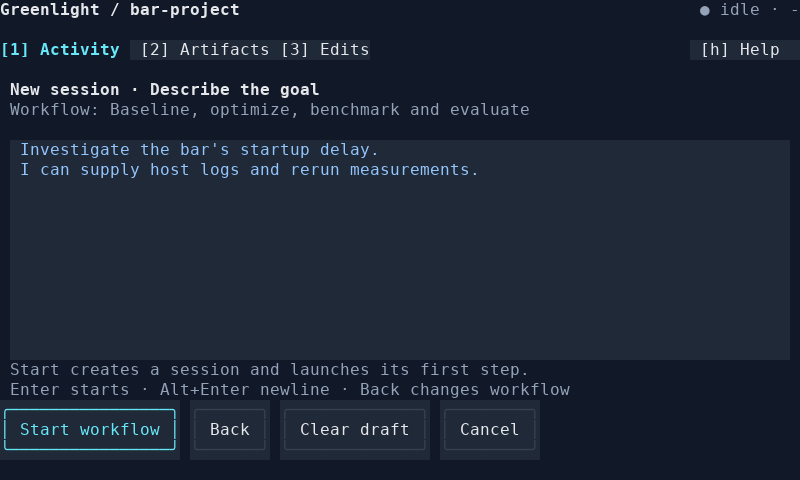 Greenlight / bar-project ● idle · -
[1] Activity [2] Artifacts [3] Edits [h] Help
New session · Describe the goal
Workflow: Baseline, optimize, benchmark and evaluate
Investigate the bar's startup delay.
I can supply host logs and rerun measurements.
Start creates a session and launches its first step.
Enter starts · Alt+Enter newline · Back changes workflow
Start workflow Back Clear draft Cancel